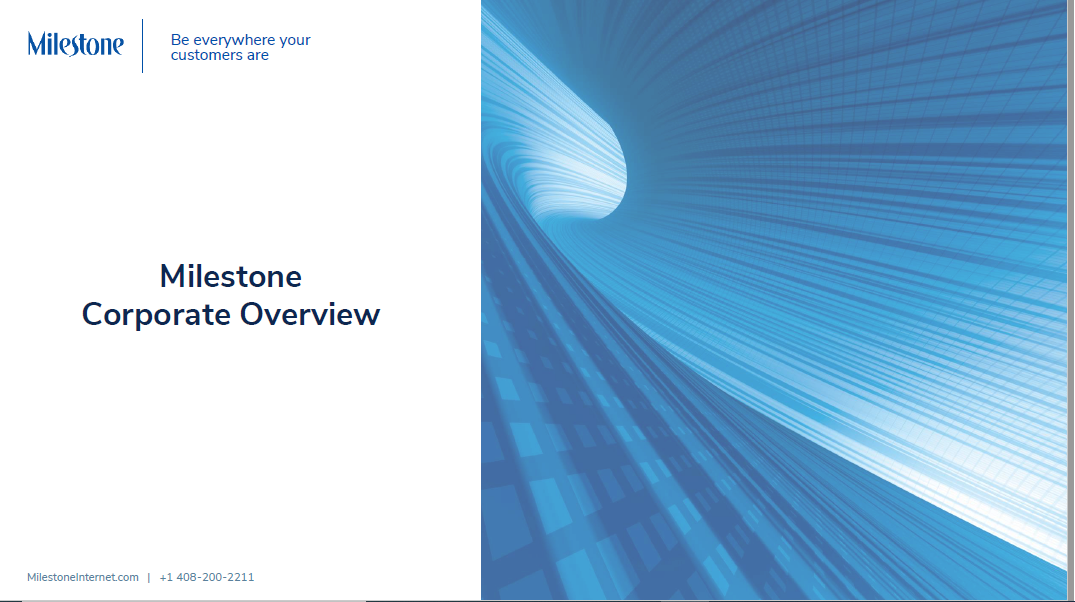 Milestone
Be everywhere your
customers are
Milestone
Corporate Overview
MilestoneInternet.com | +1 408-200-2211